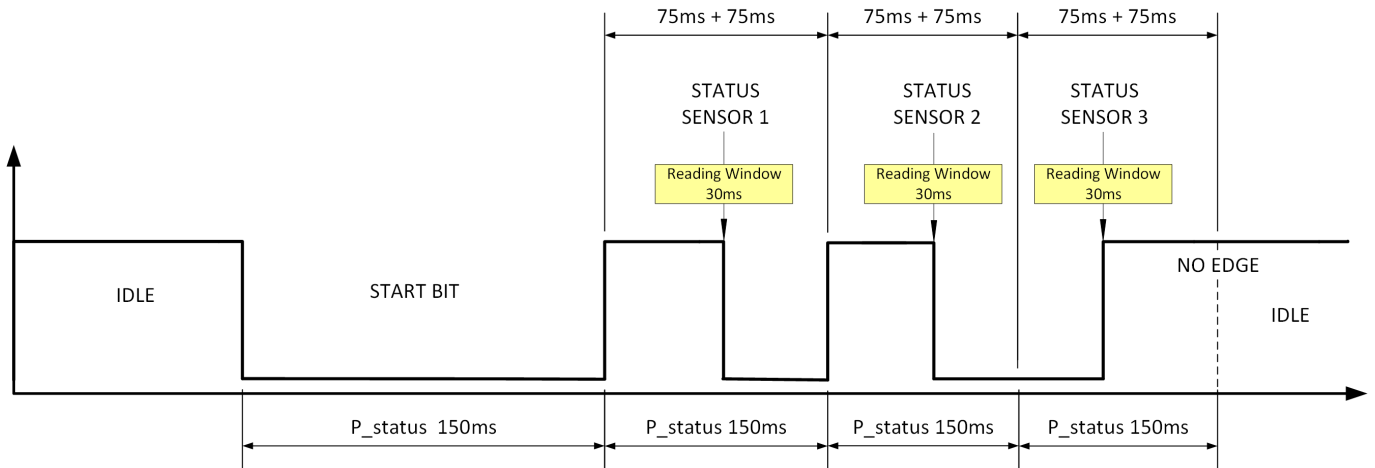 75ms + 75ms
75ms + 75ms
75ms + 75ms
STATUS
SENSOR 1
STATUS
SENSOR 2
STATUS
SENSOR 3
Reading Window
30ms
Reading Window
30ms
Reading Window
30ms
IDLE
START BIT
NO EDGE
IDLE
P_status 150ms
P_status 150ms
P_status 150ms
P_status 150ms